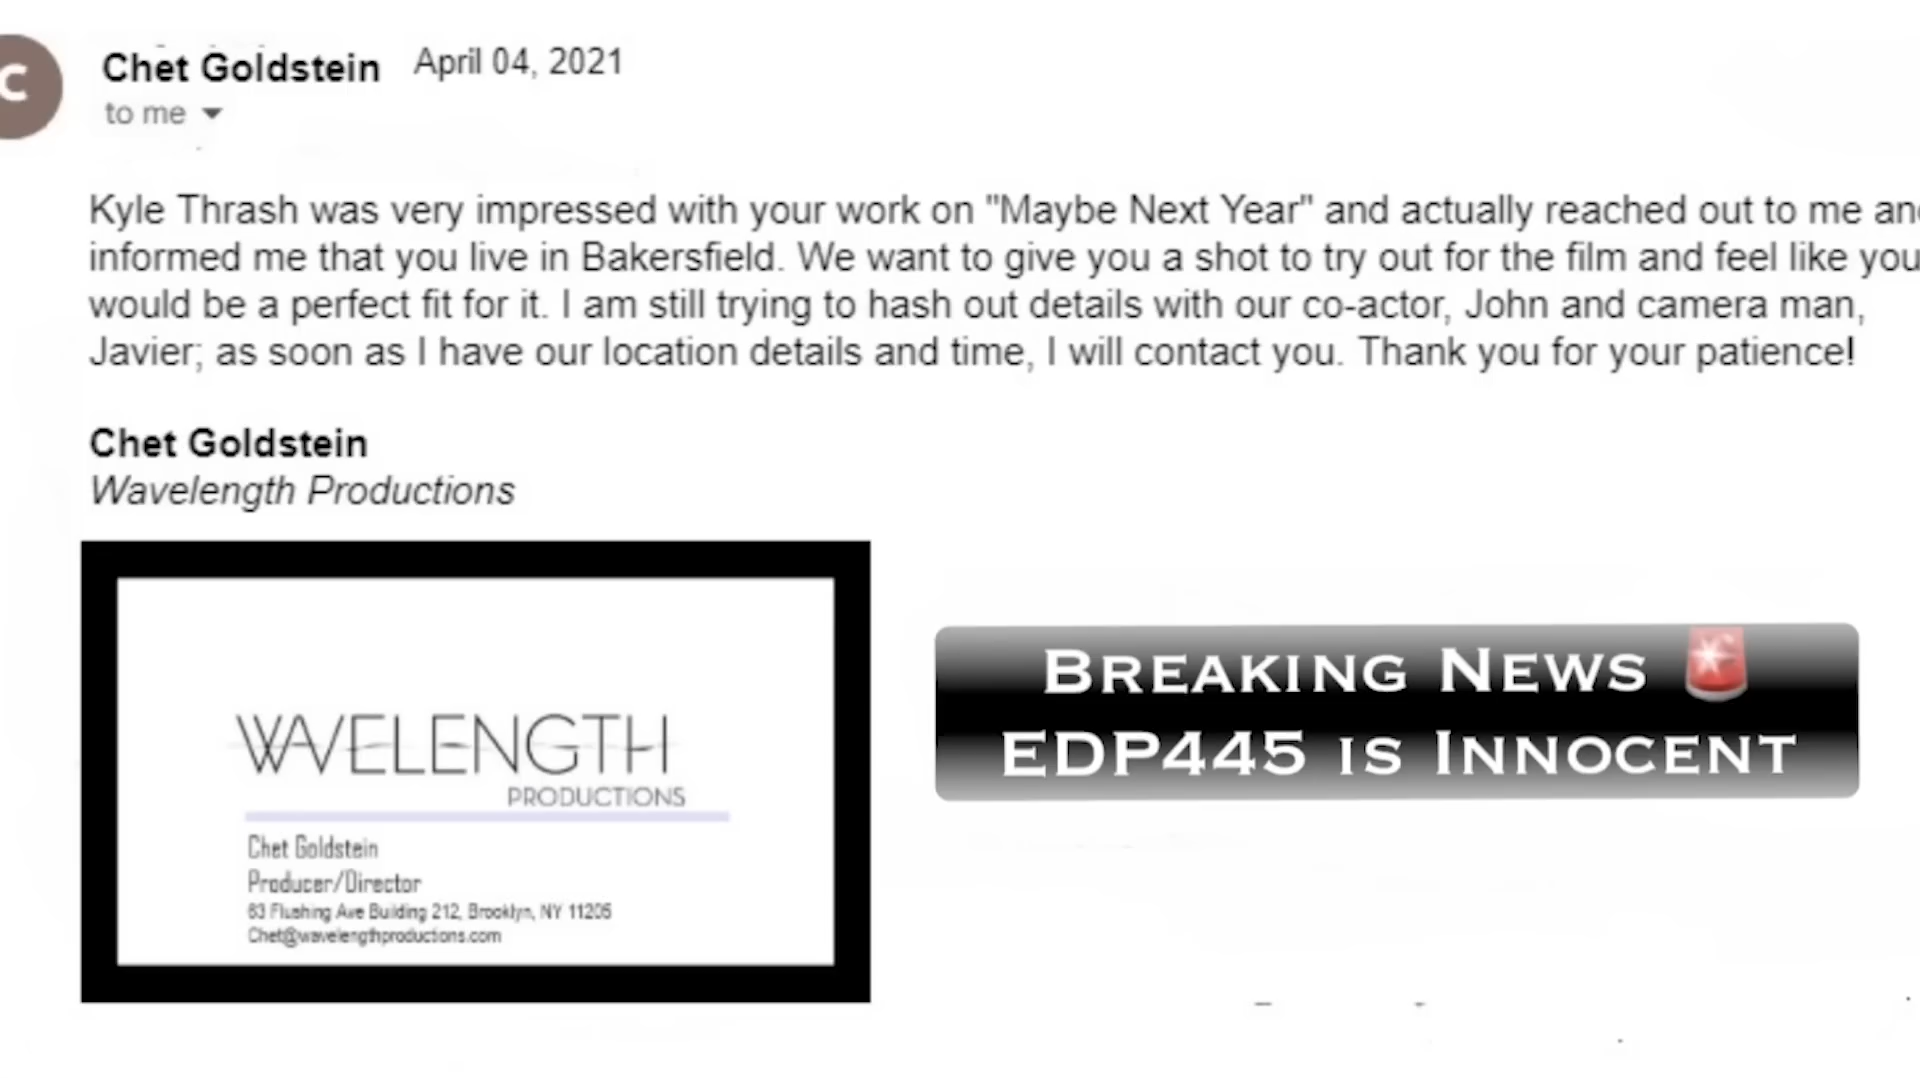 C
Chet Goldstein April 04, 2021
to me
Kyle Thrash was very impressed with your work on "Maybe Next Year" and actually reached out to me an
informed me that you live in Bakersfield. We want to give you a shot to try out for the film and feel like you
would be a perfect fit for it. I am still trying to hash out details with our co-actor, John and camera man,
Javier; as soon as I have our location details and time, I will contact you. Thank you for your patience!
Chet Goldstein
Wavelength Productions
WAVELENGTH
PRODUCTIONS
Chet Goldstein
Producer/Director
63 Flushing Ave Building 212, Brooklyn, NY 11205
Chet@wavelengthproductions.com
BREAKING NEWS 🚨
EDP445 IS INNOCENT